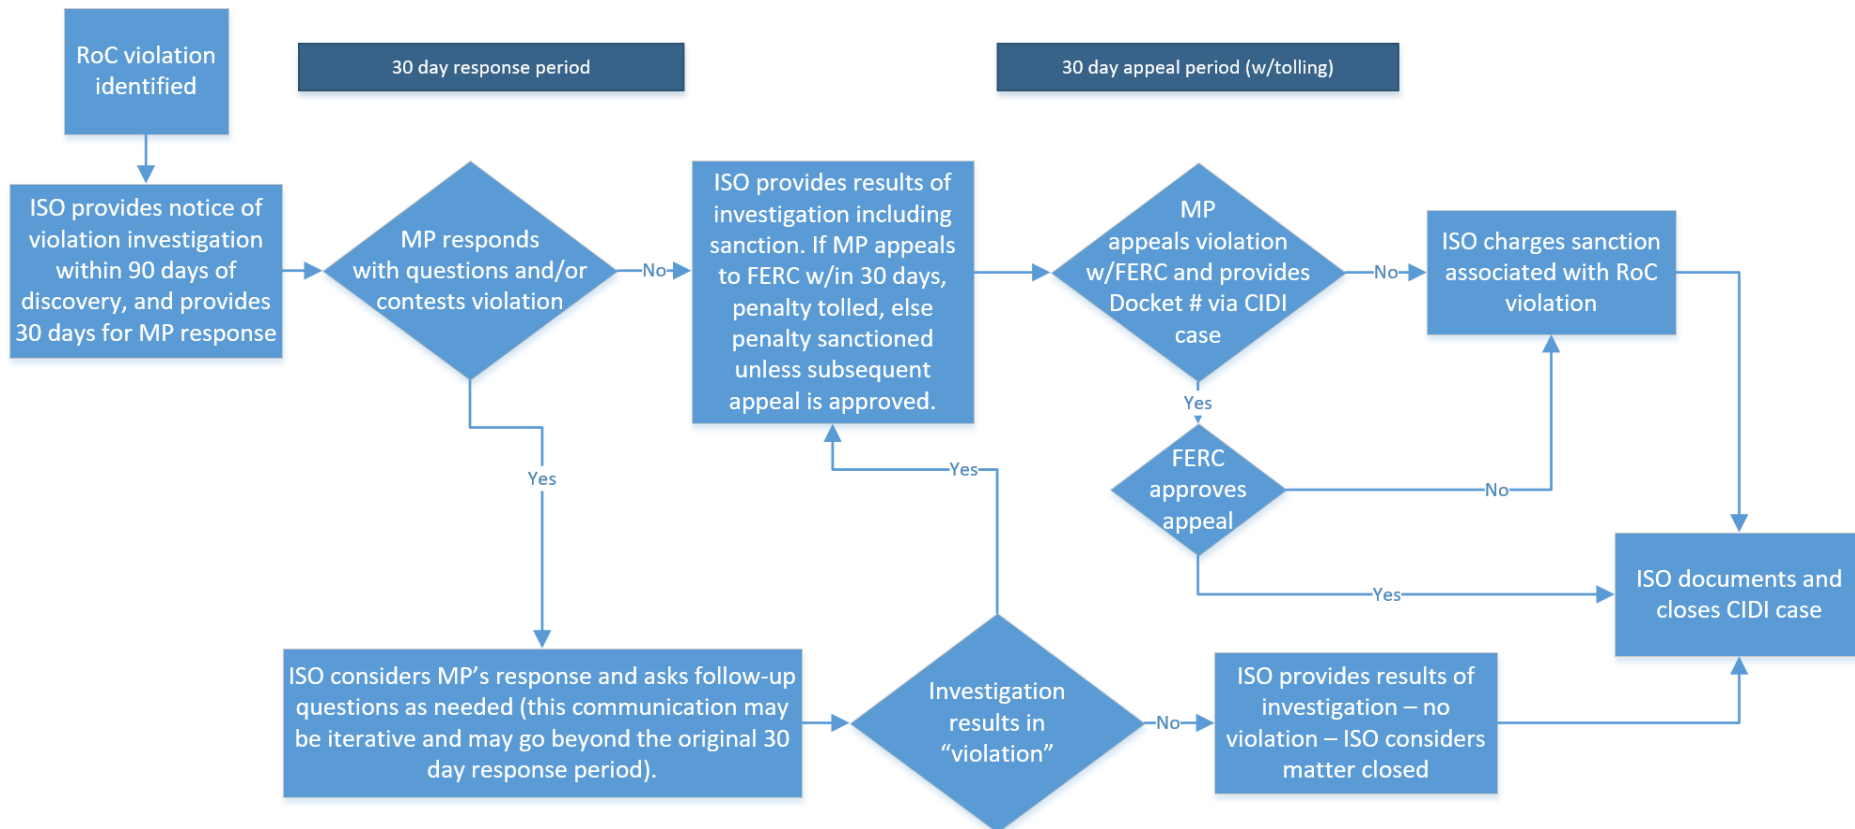 RoC violation
identified
30 day response period
30 day appeal period (w/tolling)
ISO provides notice of
violation investigation
within 90 days of
discovery, and provides
30 days for MP response
MP responds
with questions and/or
contests violation
No
ISO provides results of
investigation including
sanction. If MP appeals
to FERC w/in 30 days,
penalty tolled, else
penalty sanctioned
unless subsequent
appeal is approved.
MP
appeals violation
w/FERC and provides
Docket # via CIDI
case
No
ISO charges sanction
associated with RoC
violation
Yes
FERC
approves
appeal
No
Yes
Yes
Yes
ISO documents and
closes CIDI case
ISO considers MP’s response and asks follow-up
questions as needed (this communication may
be iterative and may go beyond the original 30
day response period).
Investigation
results in
“violation”
No
ISO provides results of
investigation – no
violation – ISO considers
matter closed